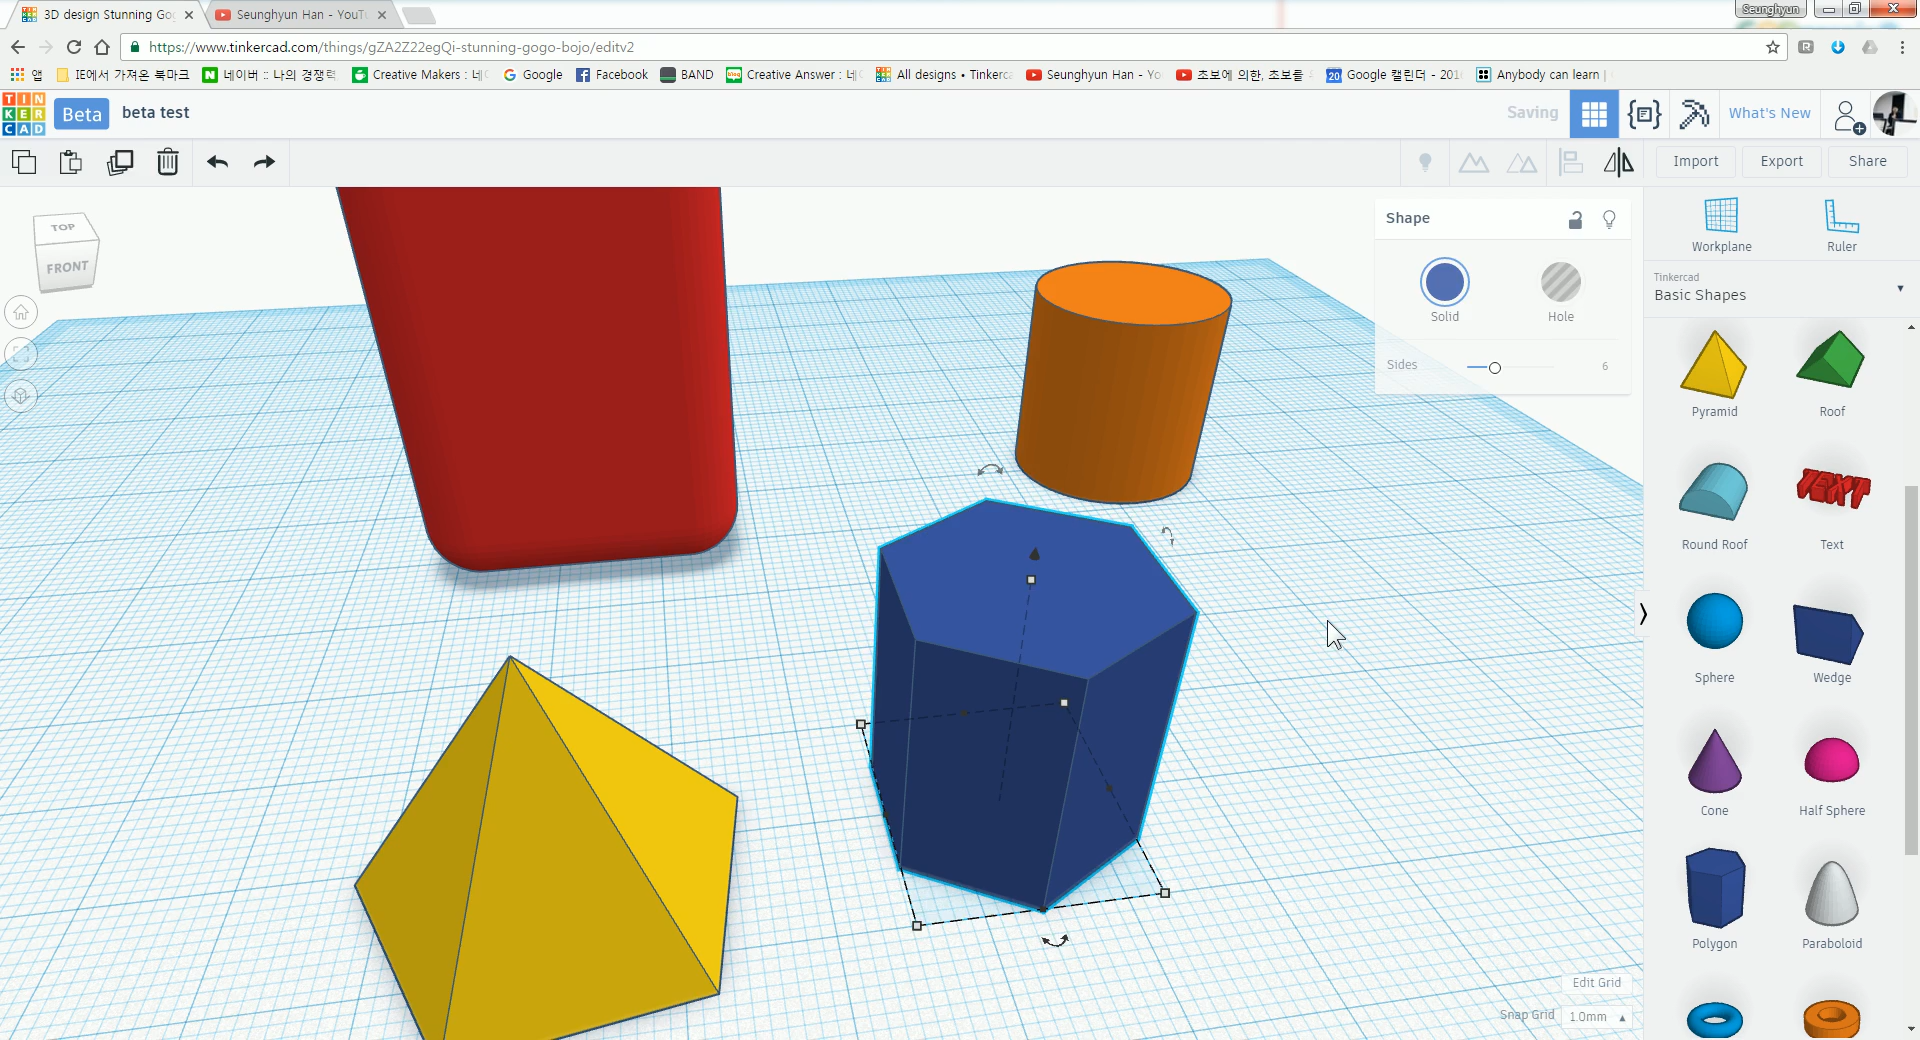 3D design Stunning Go
Seunghyun Han - YouT
Seunghyun
https://www.tinkercad.com/things/gZA2Z22egQi-stunning-gogo-bojo/editv2
앱
IE에서 가져온 북마크
네이버 :: 나의 경쟁력
Creative Makers : 네
Google
Facebook
BAND
Creative Answer : 네
All designs • Tinkerc
Seunghyun Han - Yo
초보에 의한, 초보를
Google 캘린더 - 201
Anybody can learn |
TIN
KER
CAD
Beta
beta test
Saving
What's New
Import
Export
Share
TOP
FRONT
Shape
Solid
Hole
Sides
6
Workplane
Ruler
Tinkercad
Basic Shapes
Pyramid
Roof
Round Roof
TEXT
Text
Sphere
Wedge
Cone
Half Sphere
Polygon
Paraboloid
Edit Grid
Snap Grid
1.0mm